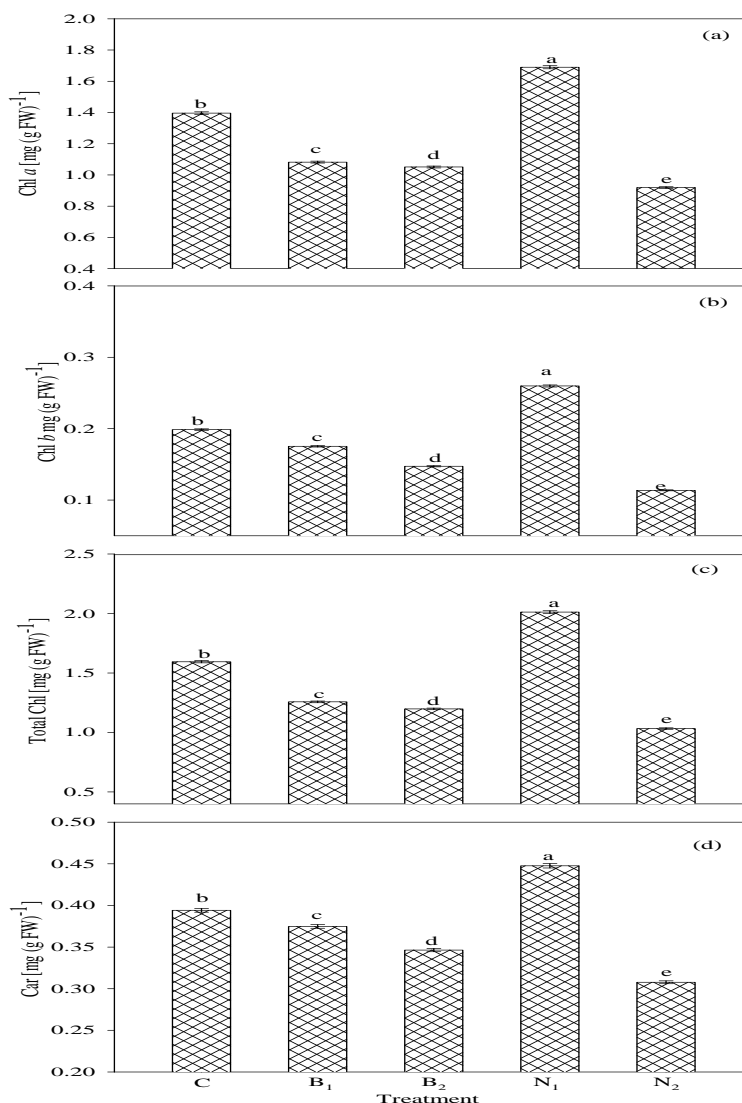 2.0
(a)
a
1.8
1.6
b
1.4
1.2
c
d
1.0
e
0.8
0.6
0.4
Chl a [mg (g FW)-1]
0.4
(b)
a
0.3
b
c
0.2
d
e
0.1
Chl b mg (g FW)-1]
2.5
(c)
a
2.0
b
1.5
c
d
e
1.0
0.5
Total Chl [mg (g FW)-1]
0.50
(d)
a
0.45
b
0.40
c
d
0.35
e
0.30
0.25
0.20
Car [mg (g FW)-1]
C B1 B2 N1 N2
Treatment